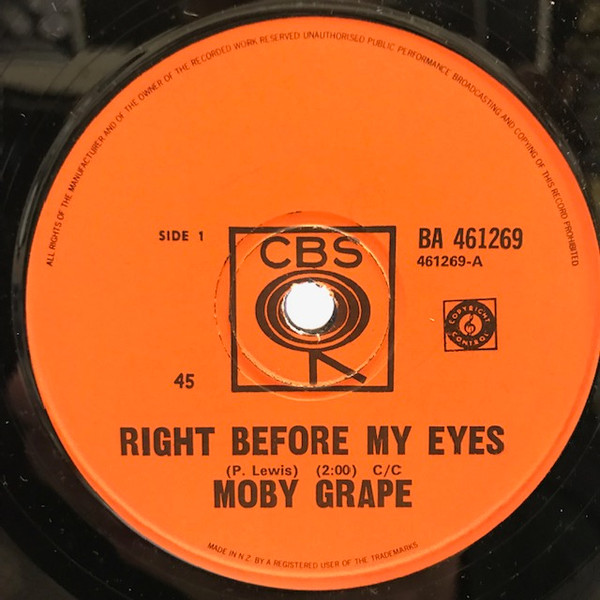 ALL RIGHTS OF THE MANUFACTURER AND OF THE OWNER OF THE RECORDED WORK RESERVED UNAUTHORISED PUBLIC PERFORMANCE BROADCASTING AND COPYING OF THIS RECORD PROHIBITED
SIDE 1
CBS
BA 461269
461269-A
COPYRIGHT
CONTROL
45
RIGHT BEFORE MY EYES
(P. Lewis) (2:00) C/C
MOBY GRAPE
MADE IN N.Z. BY A REGISTERED USER OF THE TRADEMARKS